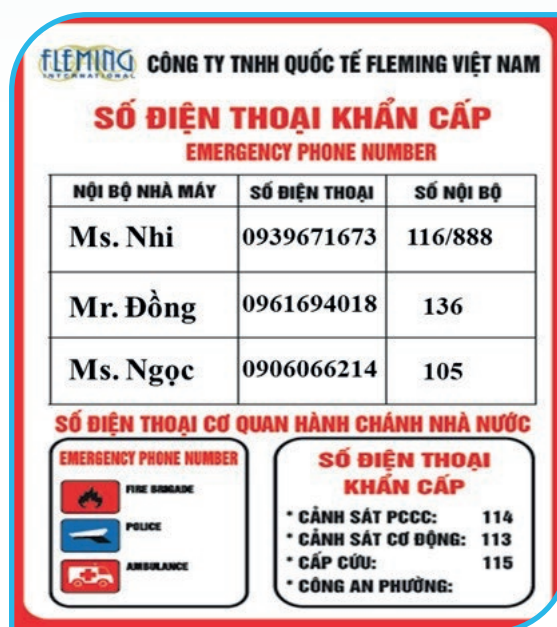 FLEMING
INTERNATIONAL
CÔNG TY TNHH QUỐC TẾ FLEMING VIỆT NAM
SỐ ĐIỆN THOẠI KHẨN CẤP
EMERGENCY PHONE NUMBER
NỘI BỘ NHÀ MÁY SỐ ĐIỆN THOẠI SỐ NỘI BỘ
Ms. Nhi 0939671673 116/888
Mr. Đồng 0961694018 136
Ms. Ngọc 0906066214 105
SỐ ĐIỆN THOẠI CƠ QUAN HÀNH CHÁNH NHÀ NƯỚC
EMERGENCY PHONE NUMBER
FIRE BRIGADE
POLICE
AMBULANCE
SỐ ĐIỆN THOẠI
KHẨN CẤP
* CẢNH SÁT PCCC: 114
* CẢNH SÁT CƠ ĐỘNG: 113
* CẤP CỨU: 115
* CÔNG AN PHƯỜNG: